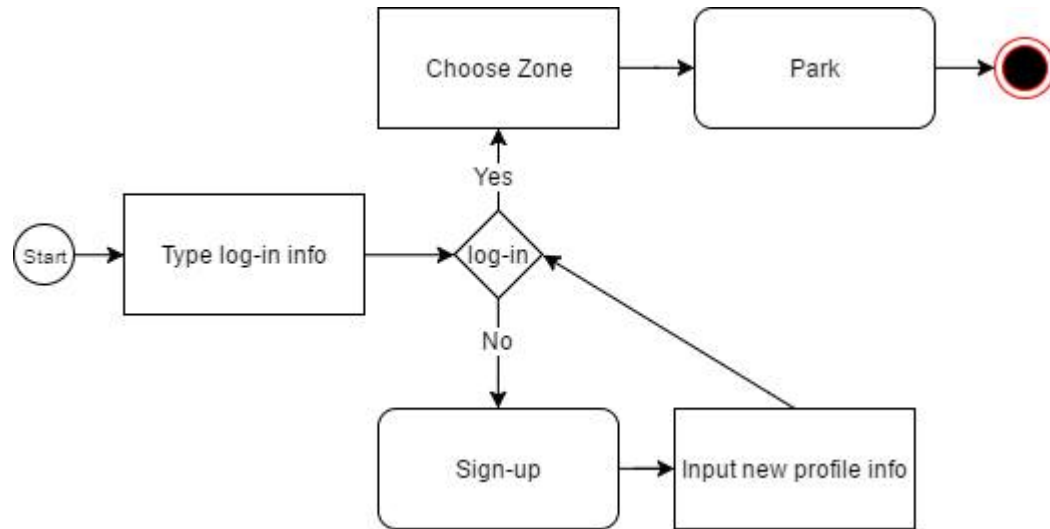 Choose Zone
Park
Yes
Start
Type log-in info
log-in
No
Sign-up
Input new profile info